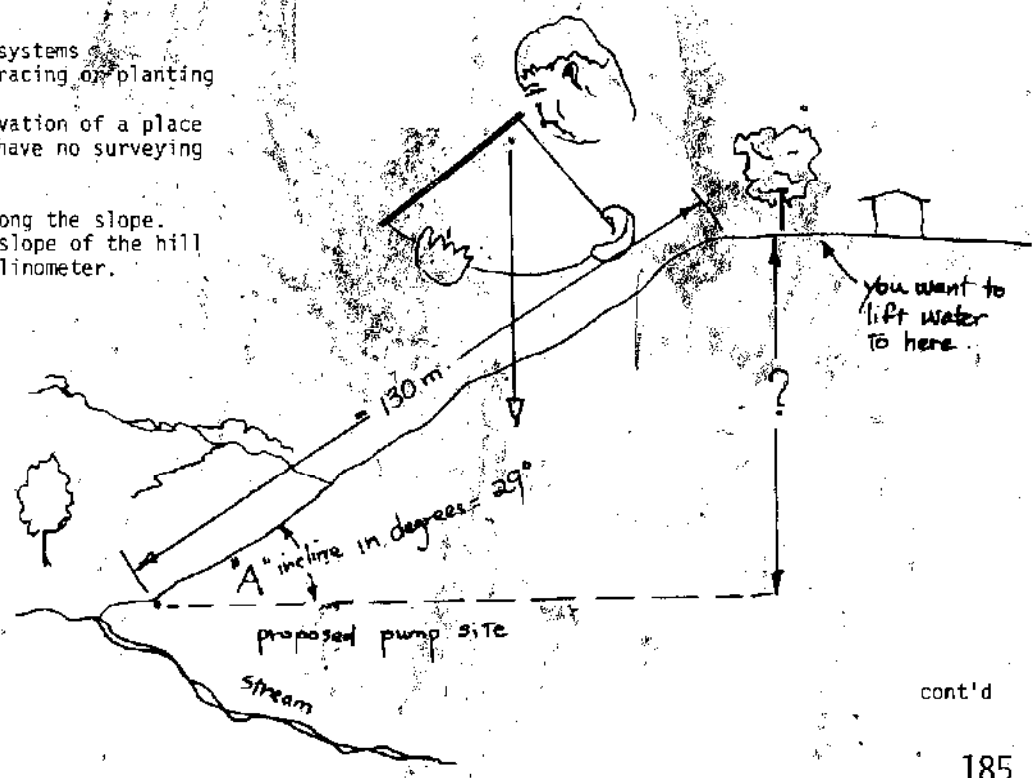 systems
racing or planting
vation of a place
have no surveying
ong the slope.
slope of the hill
linometer.
you want to
lift water
To here.
?
= 130 m.
"A" incline in degrees = 29°
proposed pump siTe
stream
cont'd
185